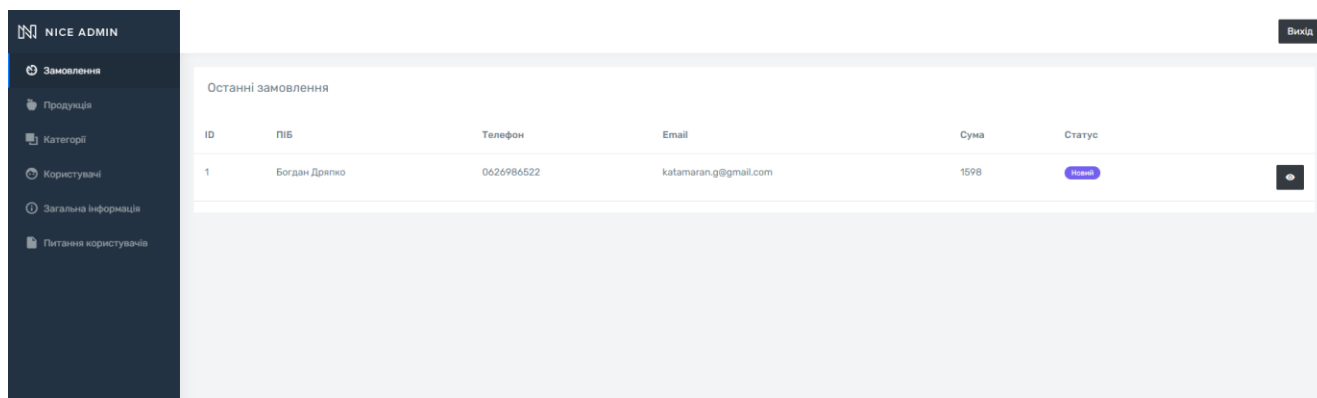 NICE ADMIN
Вихід
Замовлення
Продукція
Категорії
Користувачі
Загальна інформація
Питання користувачів
Останні замовлення
ID ПІБ Телефон Email Сума Статус
1 Богдан Дряпко 0626986522 katamaran.g@gmail.com 1598 Новий